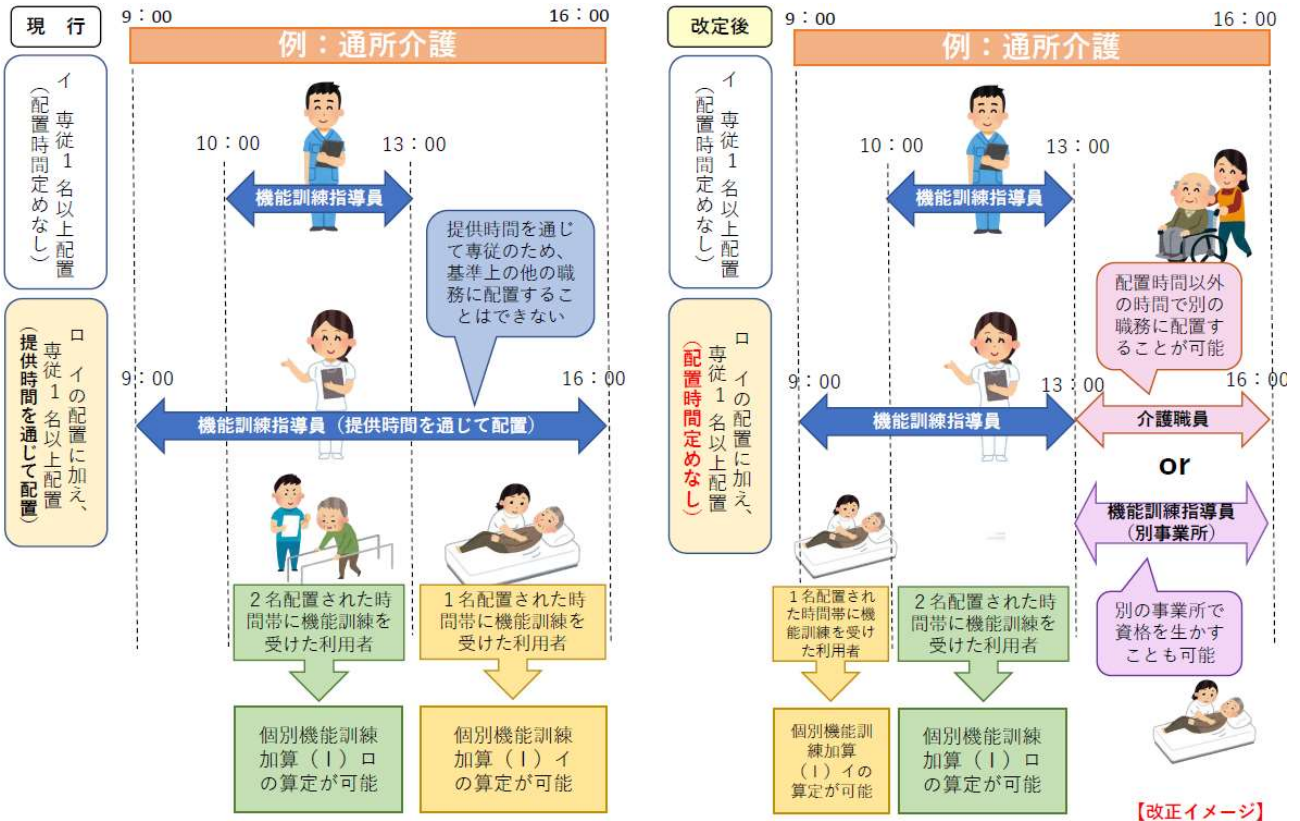 現　行
9：00
16：00
例：通所介護
イ　専従１名以上配置
（配置時間定めなし）
10：00
13：00
機能訓練指導員
提供時間を通じ
て専従のため、
基準上の他の職
務に配置するこ
とはできない
ロ　イの配置に加え、
専従１名以上配置
（提供時間を通じて配置）
9：00
16：00
機能訓練指導員（提供時間を通じて配置）
２名配置された時
間帯に機能訓練を
受けた利用者
１名配置された時
間帯に機能訓練を
受けた利用者
個別機能訓練
加算（Ⅰ）ロ
の算定が可能
個別機能訓練
加算（Ⅰ）イ
の算定が可能
改定後
9：00
16：00
例：通所介護
イ　専従１名以上配置
（配置時間定めなし）
10：00
13：00
機能訓練指導員
配置時間以外
の時間で別の
職務に配置す
ることが可能
ロ　イの配置に加え、
専従１名以上配置
（配置時間定めなし）
9：00
13：00
16：00
機能訓練指導員
介護職員
or
機能訓練指導員
（別事業所）
別の事業所で
資格を生かす
ことも可能
１名配置され
た時間帯に機
能訓練を受け
た利用者
２名配置された時
間帯に機能訓練を
受けた利用者
個別機能訓
練加算
（Ⅰ）イの
算定が可能
個別機能訓練
加算（Ⅰ）ロ
の算定が可能
【改正イメージ】